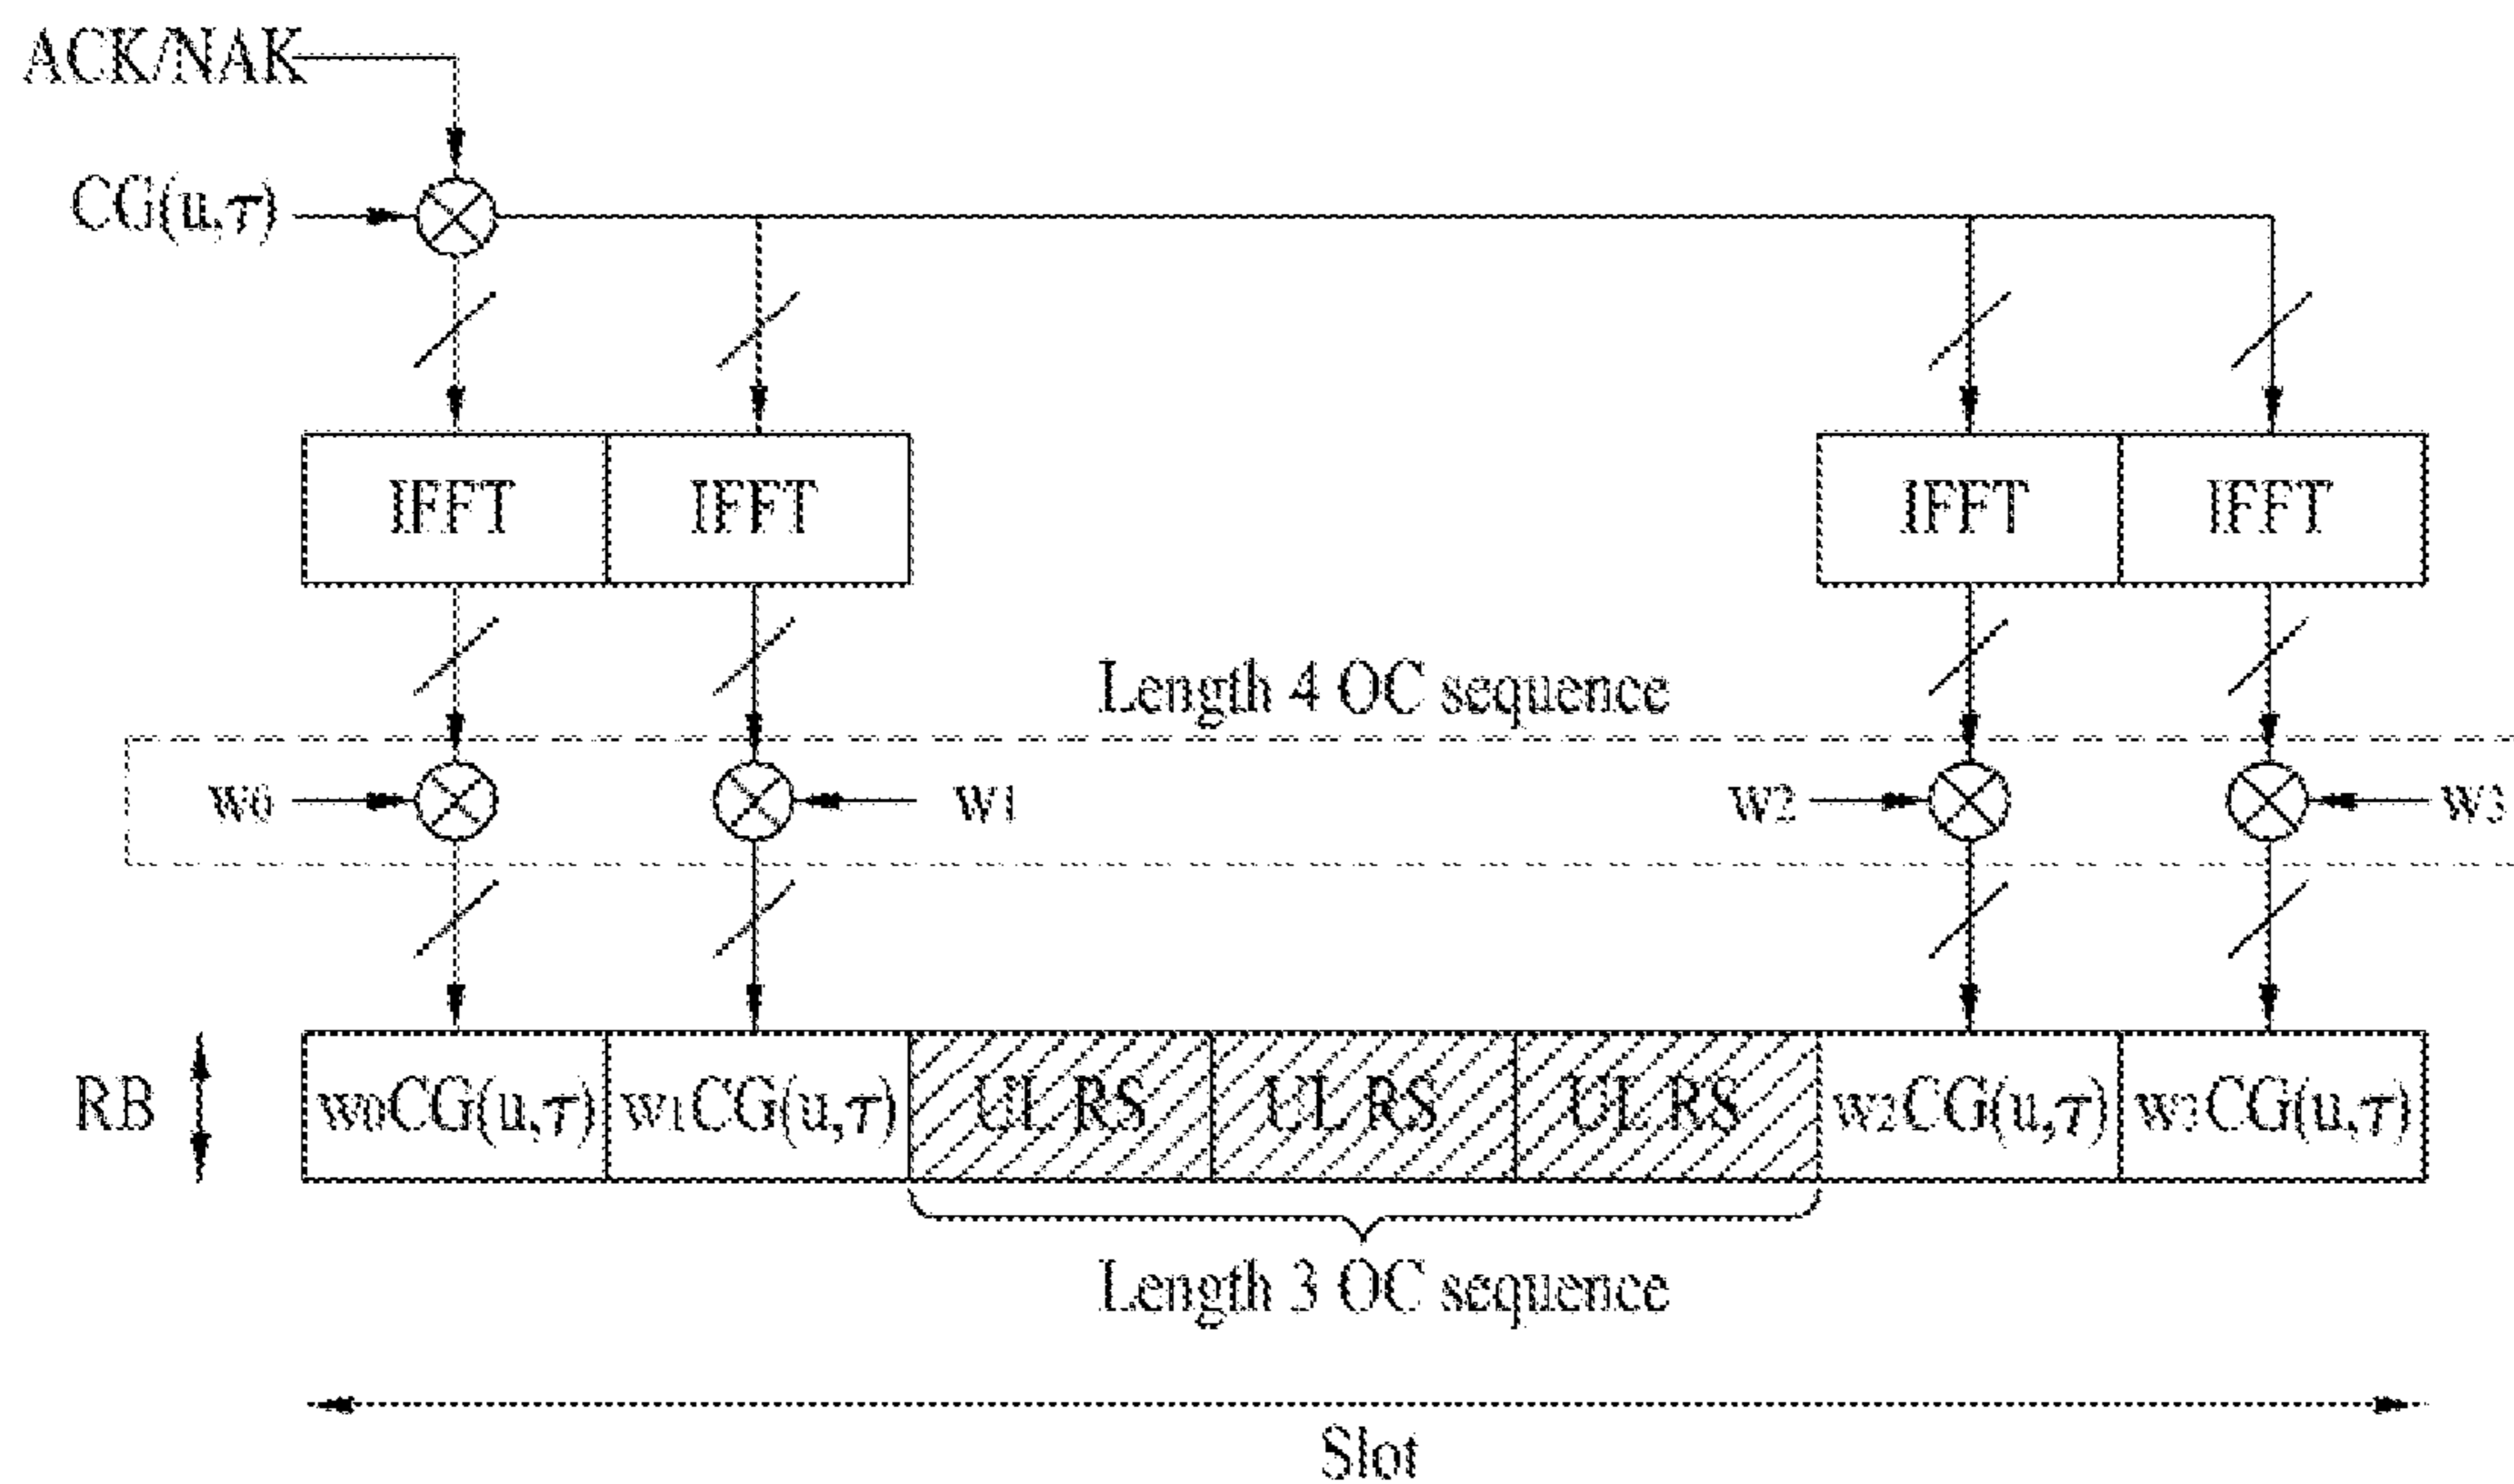 ACK/NAK
CG(u,τ)
IFFT IFFT IFFT IFFT
Length 4 OC sequence
w0 w1 w2 w3
RB w0CG(u,τ) w1CG(u,τ) UL RS UL RS UL RS w2CG(u,τ) w3CG(u,τ)
Length 3 OC sequence
Slot